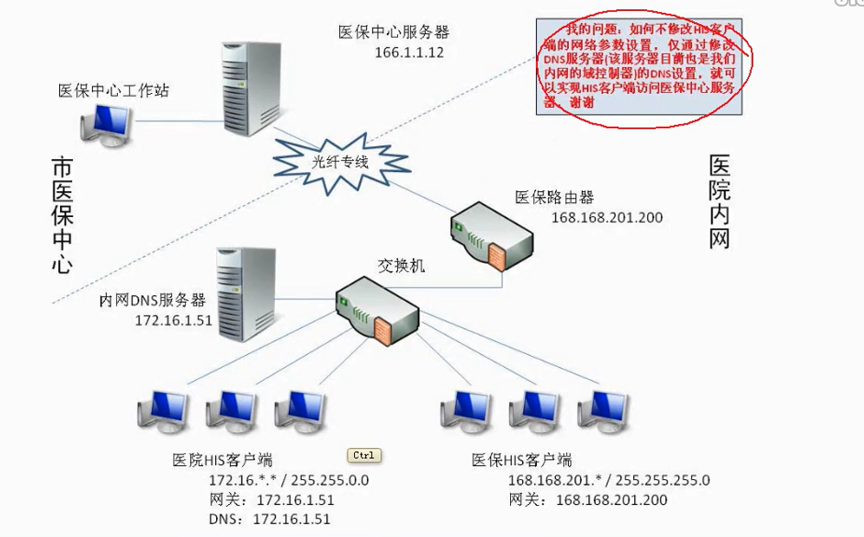 医保中心服务器
166.1.1.12
我的问题：如何不修改HIS客户
端的网络参数设置，仅通过修改
DNS服务器(该服务器目前也是我们
内网的域控制器)的DNS设置，就可
以实现HIS客户端访问医保中心服务
器。谢谢
医保中心工作站
光纤专线
市医保中心
医院内网
医保路由器
168.168.201.200
交换机
内网DNS服务器
172.16.1.51
医院HIS客户端
172.16.*.* / 255.255.0.0
网关：172.16.1.51
DNS：172.16.1.51
Ctrl
医保HIS客户端
168.168.201.* / 255.255.255.0
网关：168.168.201.200